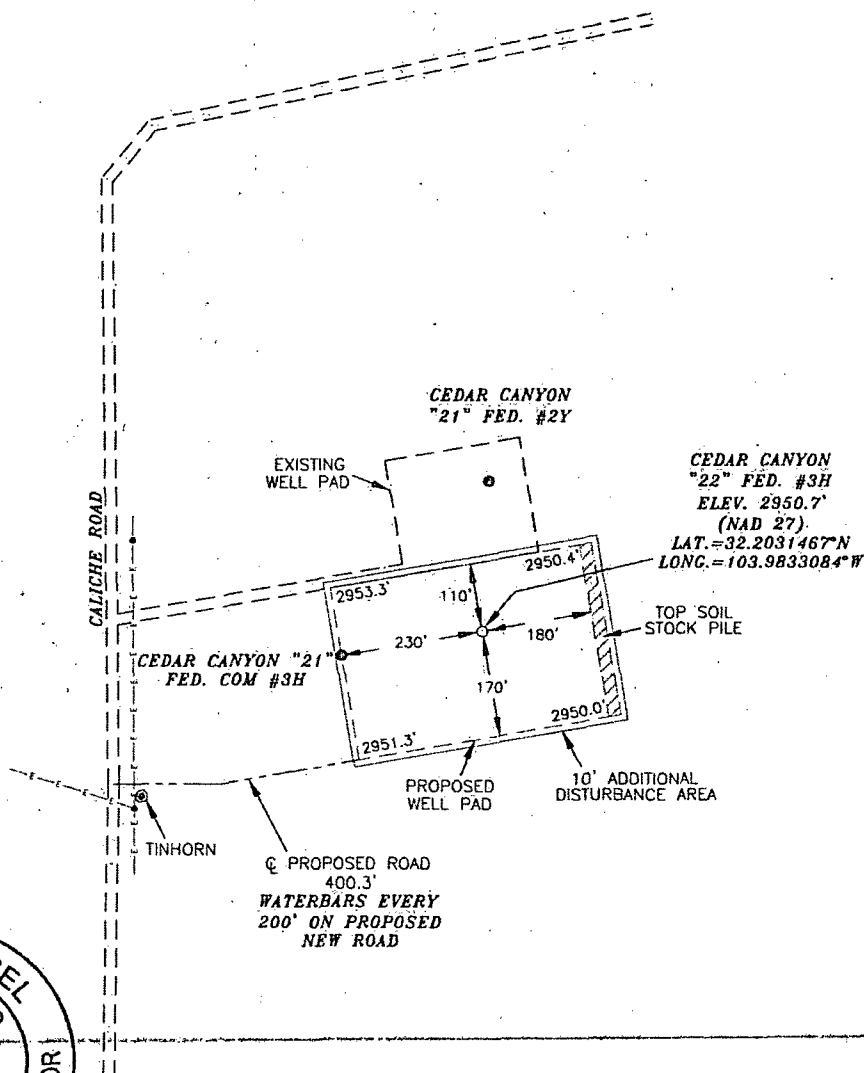 CEDAR CANYON
"21" FED. #2Y
EXISTING
WELL PAD
CEDAR CANYON
"22" FED. #3H
ELEV. 2950.7'
(NAD 27)
LAT.=32.2031467°N
LONG.=103.9833084°W
CALICHE ROAD
2953.3'
110'
2950.4'
TOP SOIL
STOCK PILE
230'
180'
CEDAR CANYON "21"
FED. COM #3H
170'
2951.3'
2950.0'
PROPOSED
WELL PAD
10' ADDITIONAL
DISTURBANCE AREA
TINHORN
℄ PROPOSED ROAD
400.3'
WATERBARS EVERY
200' ON PROPOSED
NEW ROAD
E
E
E
E